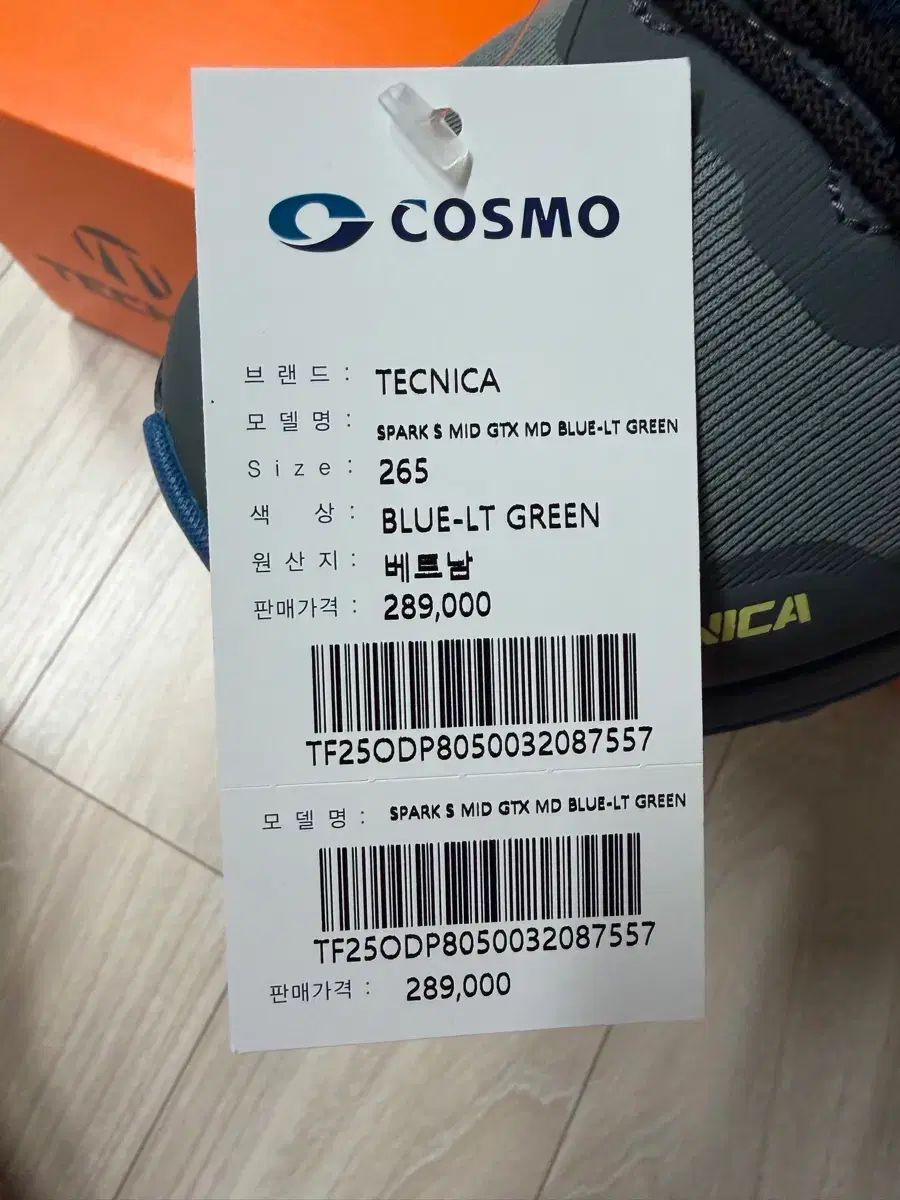 COSMO
브랜드 : TECNICA
모델명 : SPARK S MID GTX MD BLUE-LT GREEN
Size : 265
색 상 : BLUE-LT GREEN
원산지 : 베트남
판매가격 : 289,000
TF25ODP8050032087557
모델명 : SPARK S MID GTX MD BLUE-LT GREEN
TF25ODP8050032087557
판매가격 : 289,000
TECN
NICA